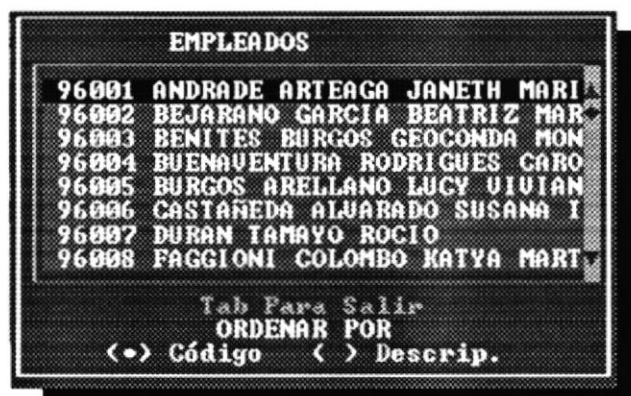 EMPLEADOS
96001 ANDRADE ARTEAGA JANETH MARI
96002 BEJARANO GARCIA BEATRIZ MAR
96003 BENITES BURGOS GEOCONDA MON
96004 BUENAVENTURA RODRIGUES CARO
96005 BURGOS ARELLANO LUCY VIVIAN
96006 CASTAÑEDA ALVARADO SUSANA I
96007 DURAN TAMAYO ROCIO
96008 FAGGIONI COLOMBO KATYA MART
Tab Para Salir
ORDENAR POR
(•) Código ( ) Descrip.